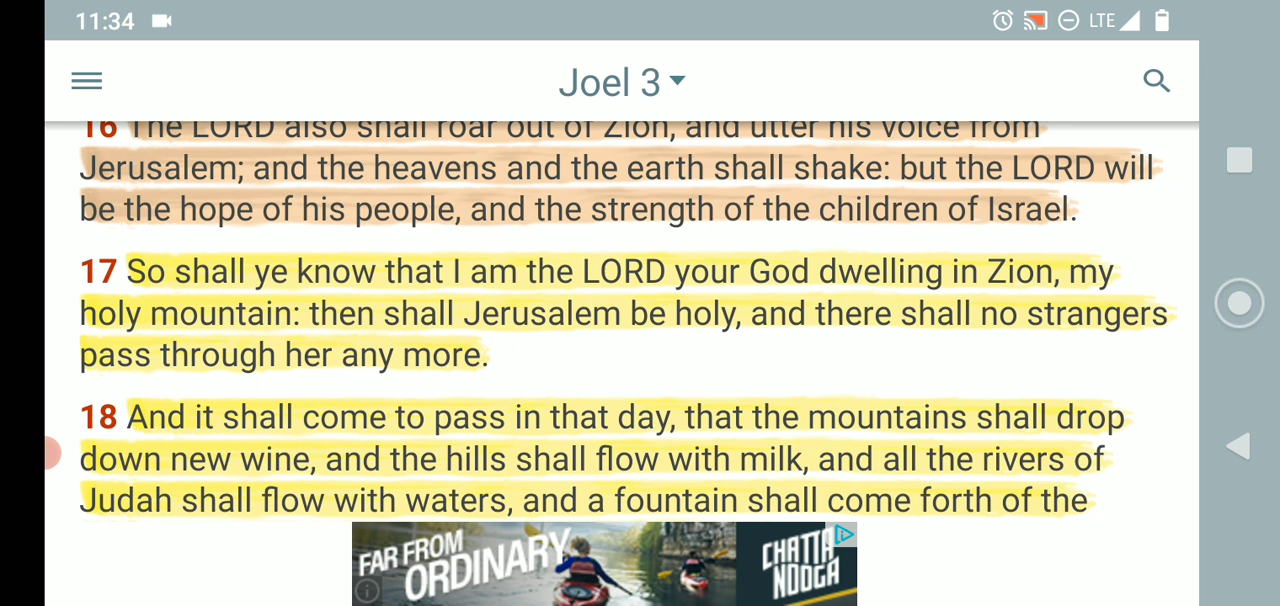 11:34 LTE
Joel 3
16 The LORD also shall roar out of Zion, and utter his voice from
Jerusalem; and the heavens and the earth shall shake: but the LORD will
be the hope of his people, and the strength of the children of Israel.
17 So shall ye know that I am the LORD your God dwelling in Zion, my
holy mountain: then shall Jerusalem be holy, and there shall no strangers
pass through her any more.
18 And it shall come to pass in that day, that the mountains shall drop
down new wine, and the hills shall flow with milk, and all the rivers of
Judah shall flow with waters, and a fountain shall come forth of the
FAR FROM
ORDINARY
CHATTA
NOOGA